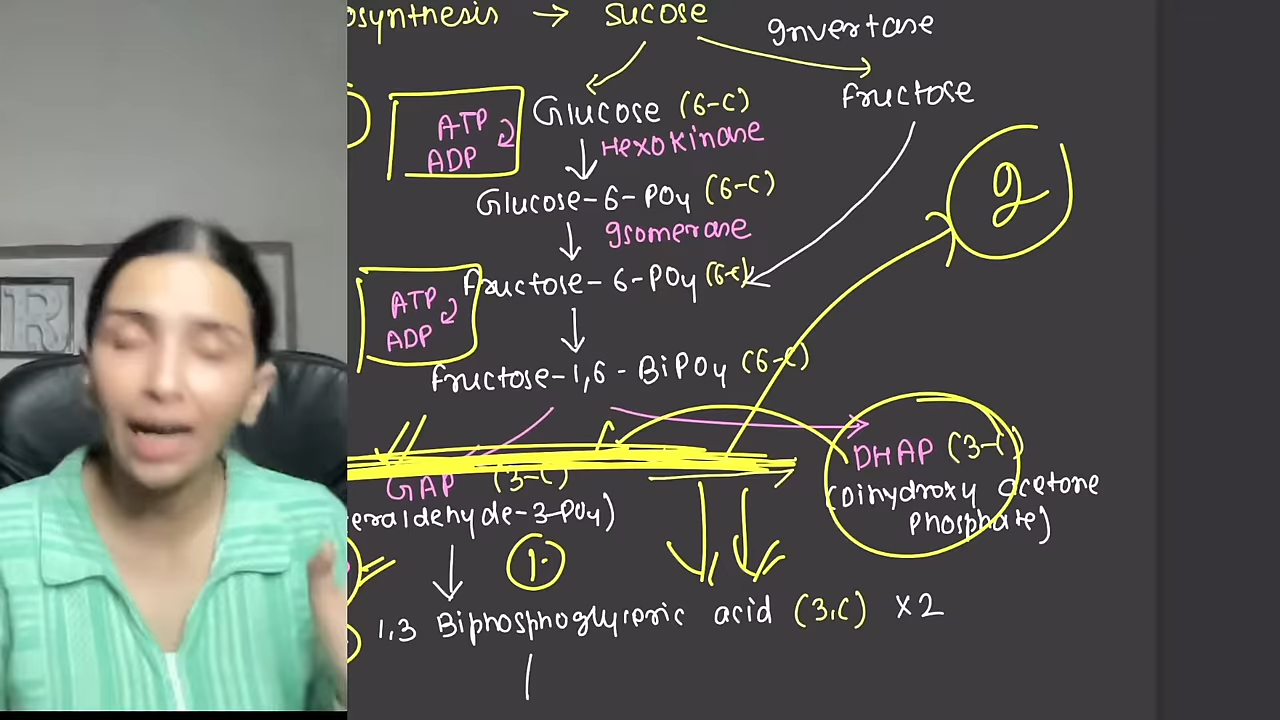 osynthesis → sucose
Invertase
Glucose (6-C)
fructose
ATP
ADP
Hexokinase
Glucose-6-PO4 (6-C)
Isomerase
2
fructose-6-PO4 (6-C)
ATP
ADP
fructose-1,6-BiPO4 (6-C)
DHAP (3-C)
(Dihydroxy acetone
phosphate)
GAP (3-C)
eraldehyde-3-PO4)
1.
1,3 Biphosphoglyceric acid (3,C) x2
R